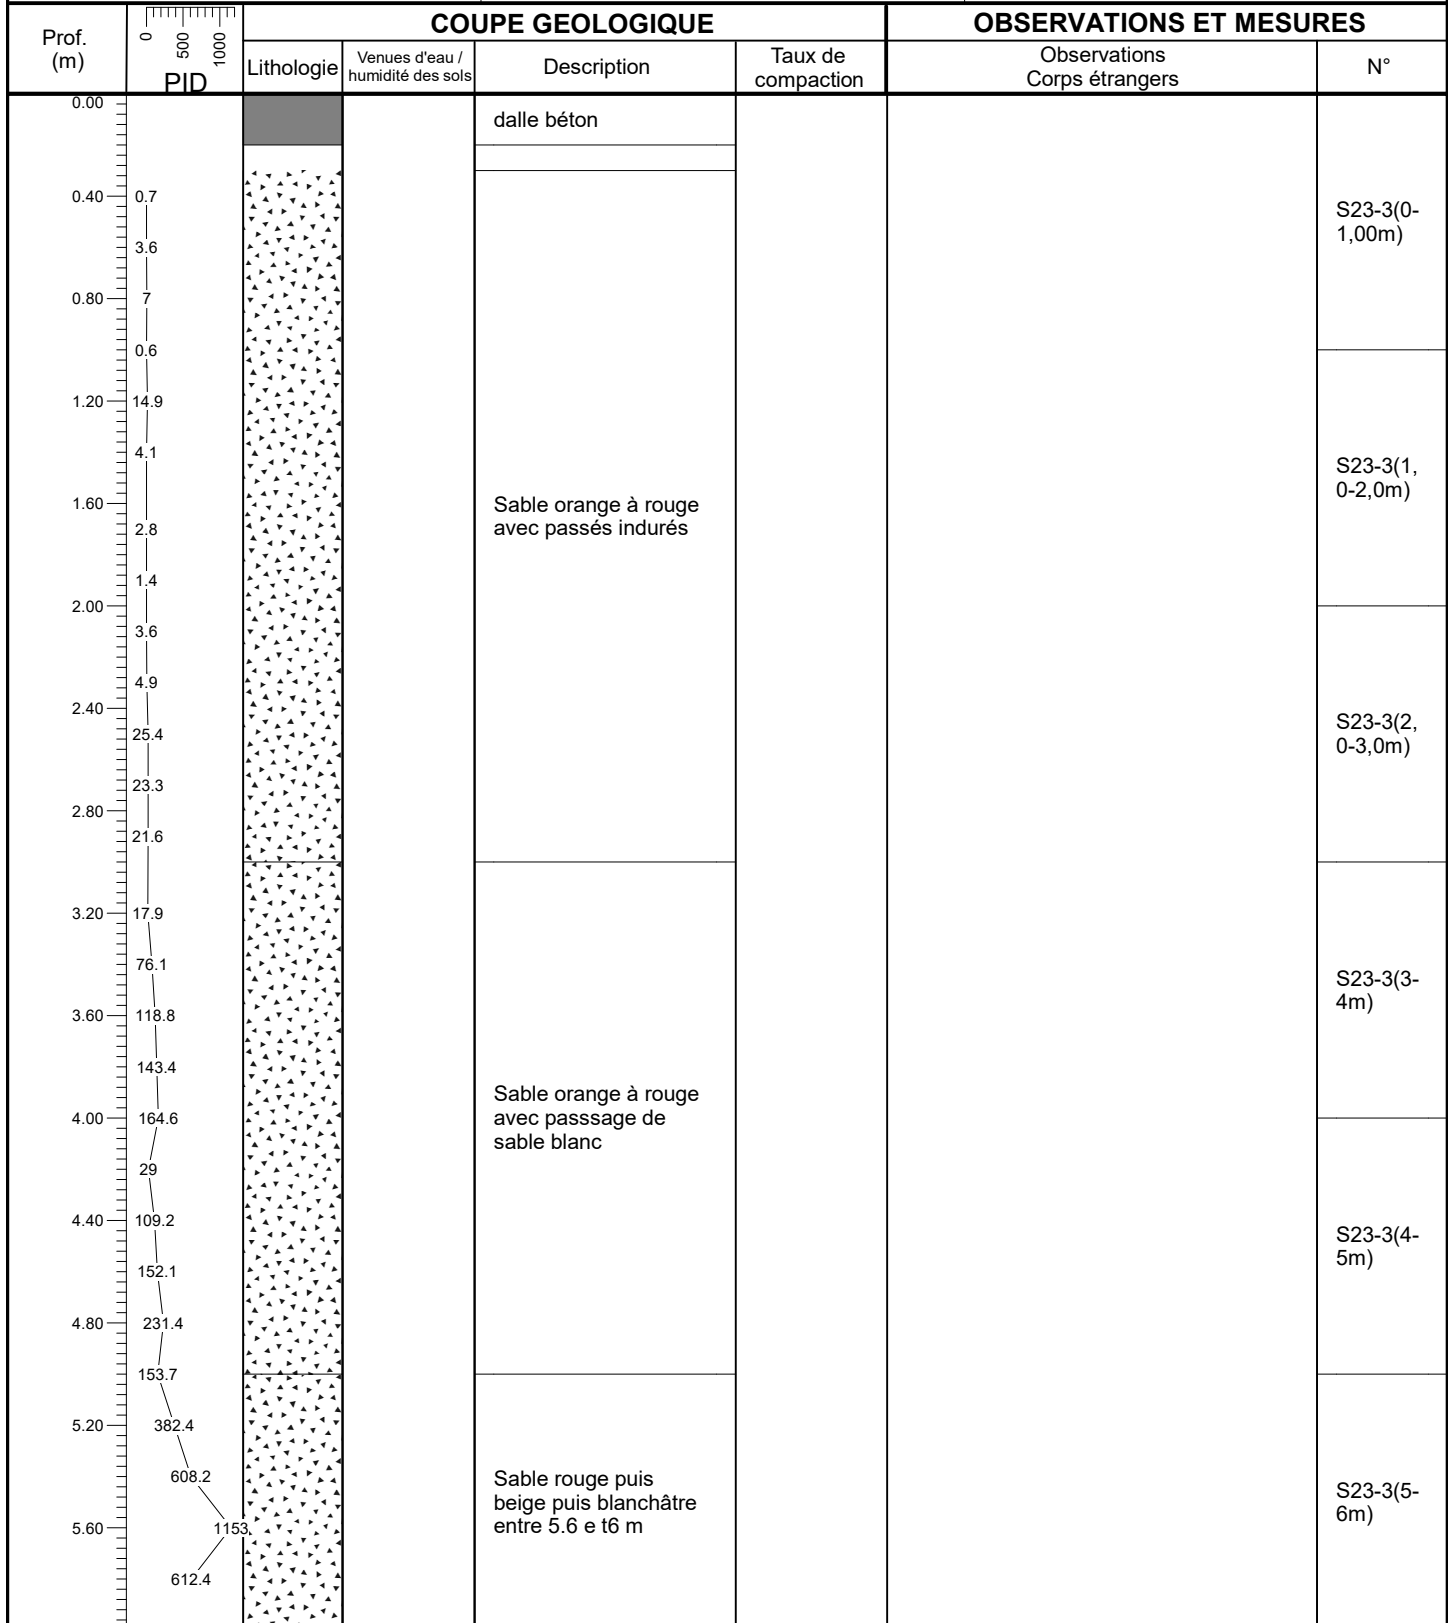 COUPE GEOLOGIQUE
OBSERVATIONS ET MESURES
Prof.
(m)
0
500
1000
PID
Lithologie
Venues d'eau /
humidité des sols
Description
Taux de
compaction
Observations
Corps étrangers
N°
0.00
dalle béton
0.40
0.7
S23-3(0-
1,00m)
3.6
0.80
7
0.6
1.20
14.9
4.1
S23-3(1,
0-2,0m)
1.60
Sable orange à rouge
avec passés indurés
2.8
1.4
2.00
3.6
4.9
2.40
25.4
S23-3(2,
0-3,0m)
23.3
2.80
21.6
3.20
17.9
76.1
S23-3(3-
4m)
3.60
118.8
143.4
Sable orange à rouge
avec passsage de
sable blanc
4.00
164.6
29
4.40
109.2
S23-3(4-
5m)
152.1
4.80
231.4
153.7
5.20
382.4
608.2
Sable rouge puis
beige puis blanchâtre
entre 5.6 e t6 m
S23-3(5-
6m)
5.60
1153
612.4